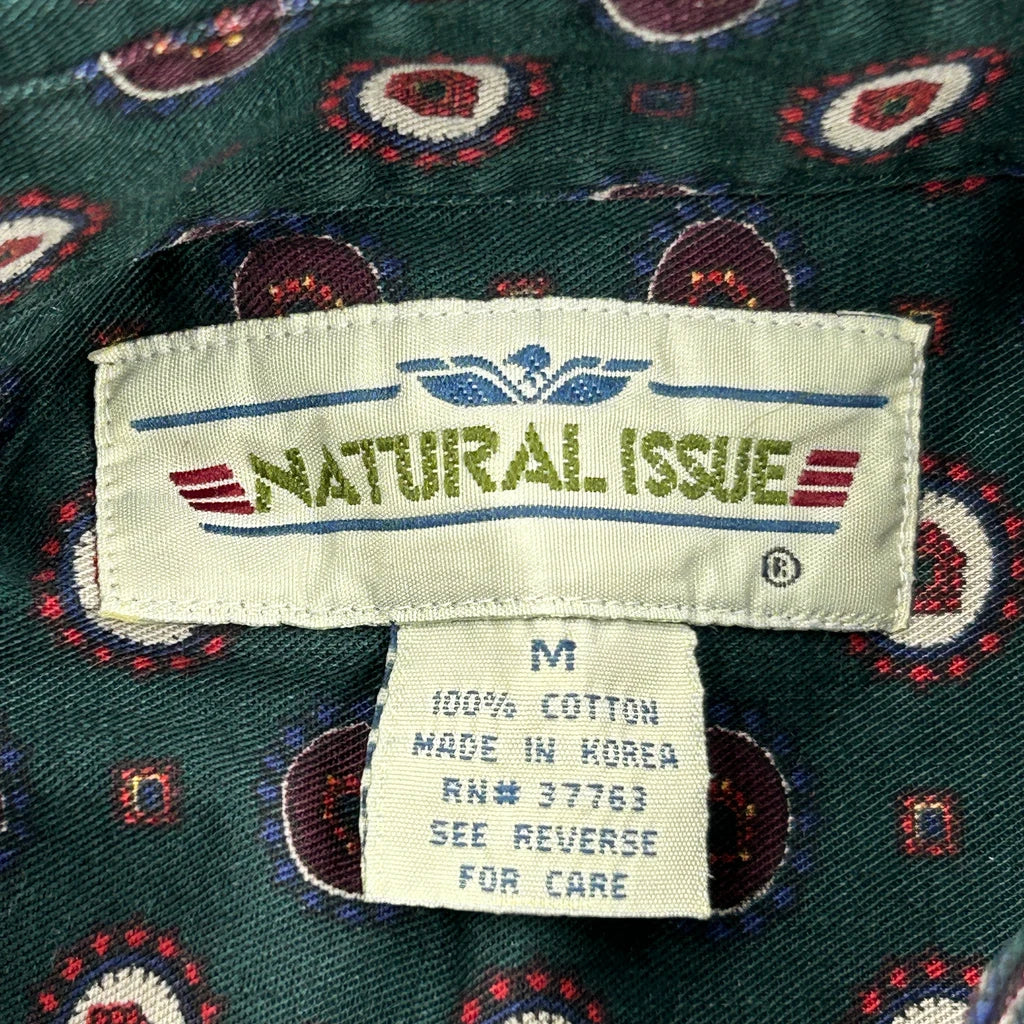 NATURAL ISSUE
®
M
100% COTTON
MADE IN KOREA
RN# 37763
SEE REVERSE
FOR CARE